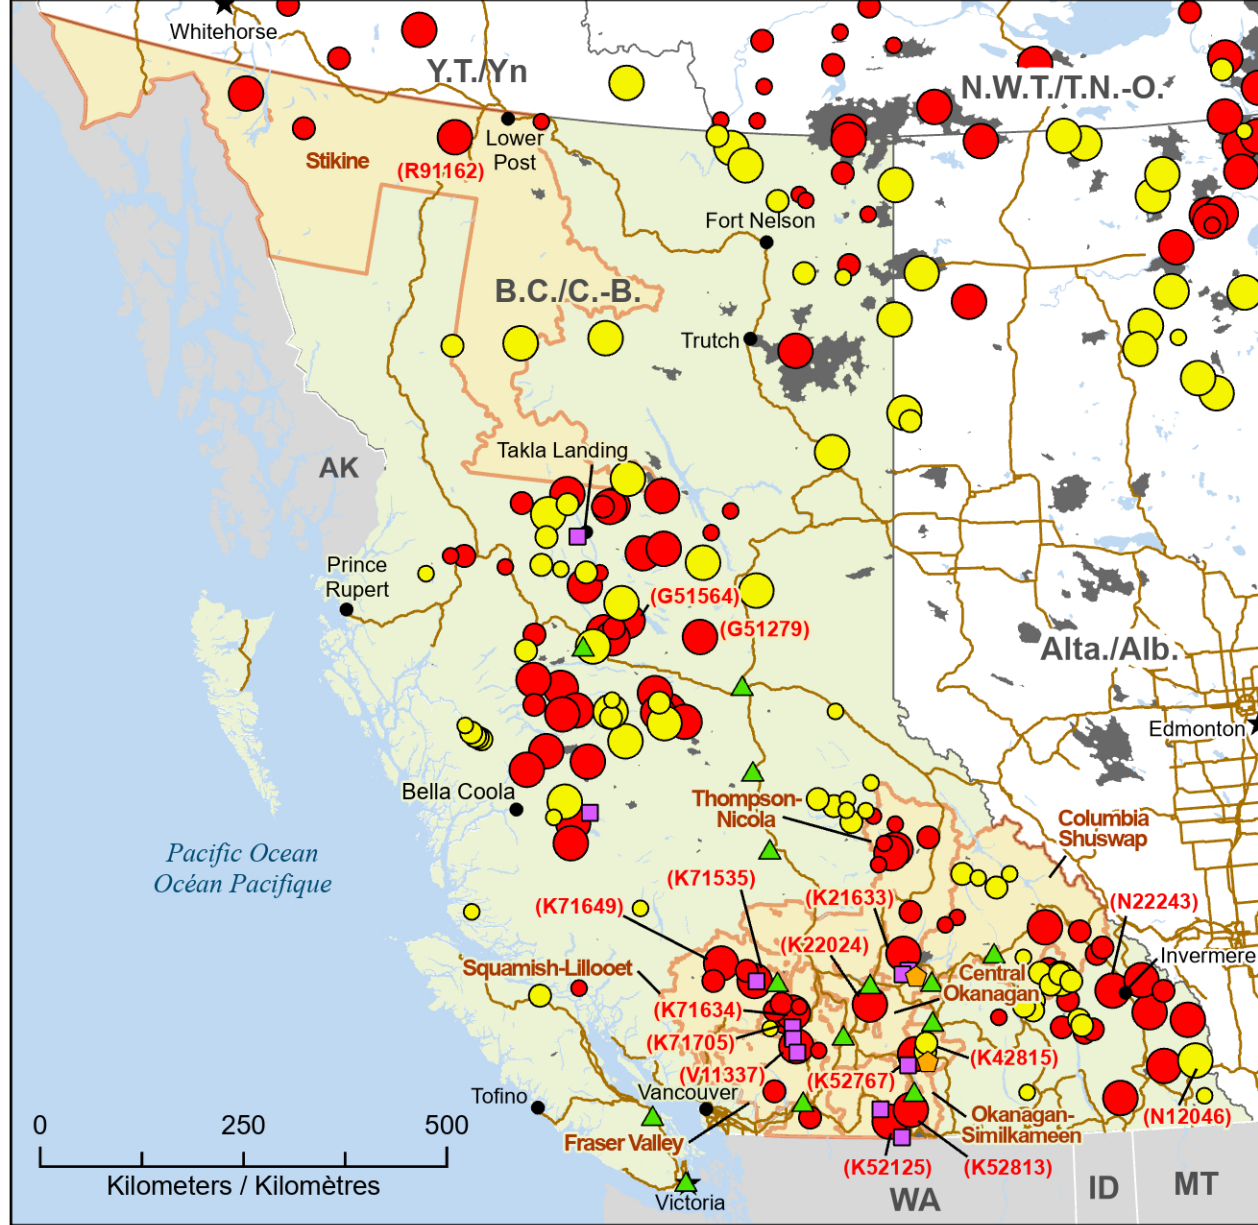 Whitehorse
Y.T./Yn
N.W.T./T.N.-O.
Lower
Post
Stikine
(R91162)
Fort Nelson
B.C./C.-B.
Trutch
Takla Landing
AK
Prince
Rupert
(G51564)
(G51279)
Alta./Alb.
Edmonton
Bella Coola
Thompson-
Nicola
Columbia
Shuswap
Pacific Ocean
Océan Pacifique
(K71535)
(K71649)
(K21633)
(N22243)
(K22024)
Invermere
Squamish-Lillooet
Central
Okanagan
(K71634)
(K71705)
(V11337)
(K52767)
(K42815)
Tofino
Vancouver
Fraser Valley
Okanagan-
Similkameen
(N12046)
(K52125)
(K52813)
0 250 500
Kilometers / Kilomètres
Victoria
WA
ID
MT